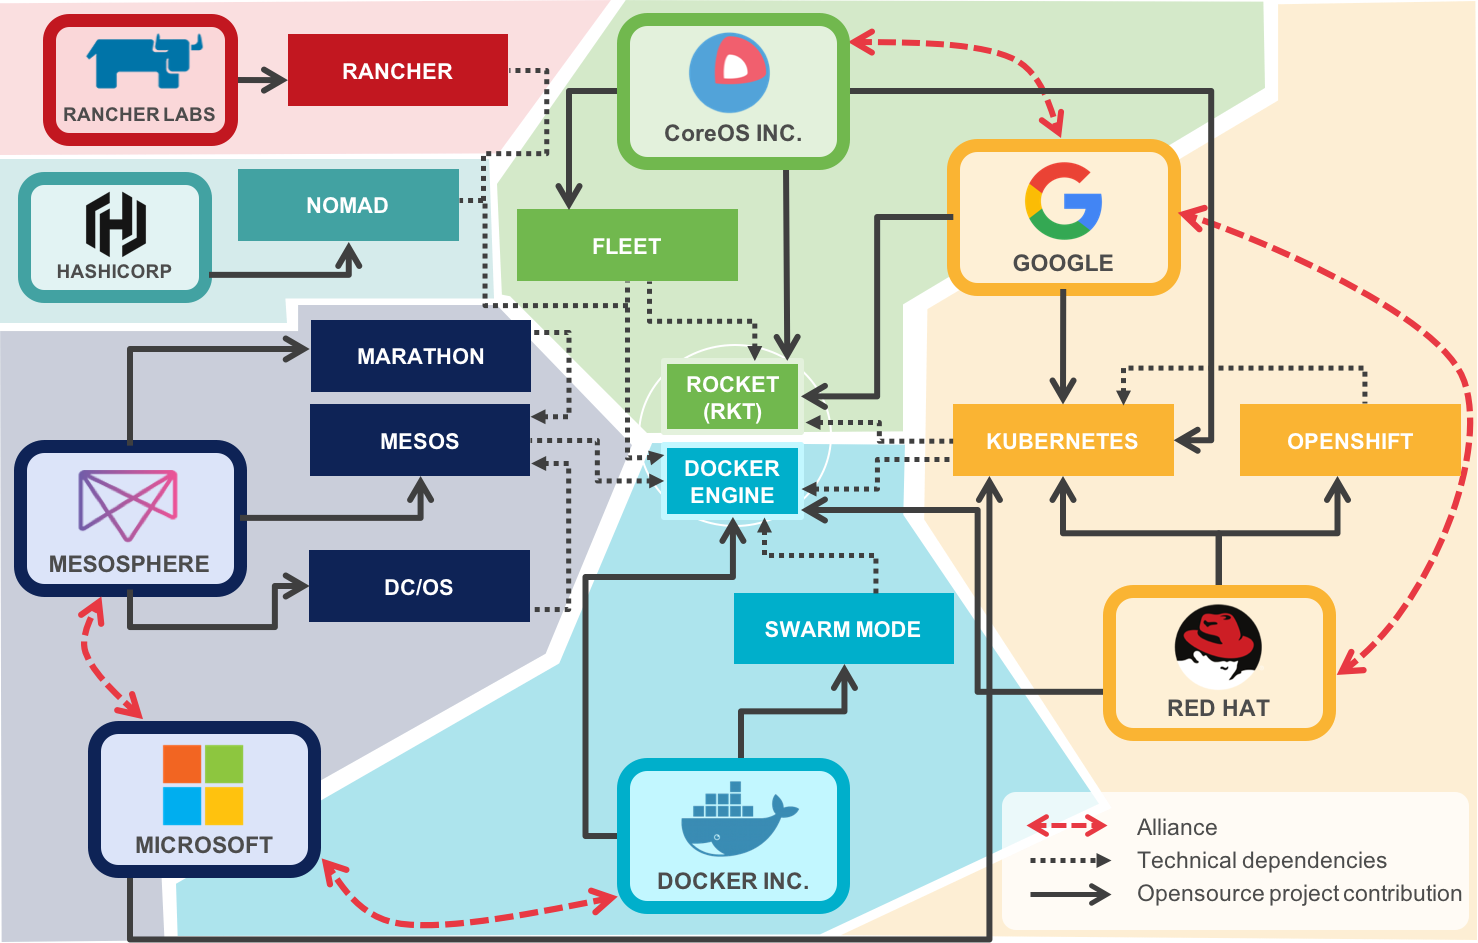 RANCHER LABS
RANCHER
CoreOS INC.
HASHICORP
NOMAD
FLEET
GOOGLE
MARATHON
MESOS
ROCKET
(RKT)
DOCKER
ENGINE
KUBERNETES
OPENSHIFT
MESOSPHERE
DC/OS
SWARM MODE
RED HAT
MICROSOFT
DOCKER INC.
Alliance
Technical dependencies
Opensource project contribution